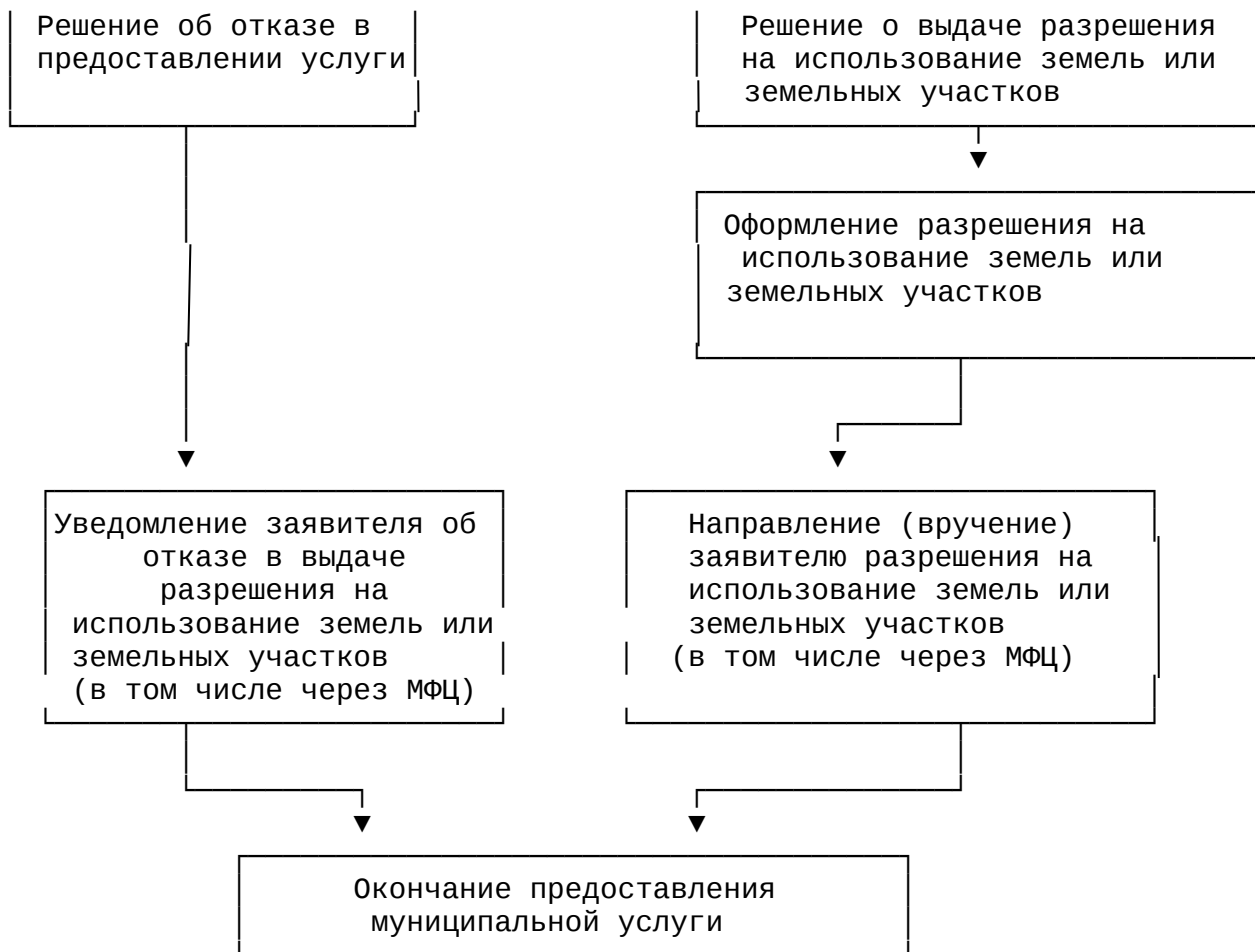 Решение об отказе в
предоставлении услуги
Решение о выдаче разрешения
на использование земель или
земельных участков
Оформление разрешения на
использование земель или
земельных участков
Уведомление заявителя об
отказе в выдаче
разрешения на
использование земель или
земельных участков
(в том числе через МФЦ)
Направление (вручение)
заявителю разрешения на
использование земель или
земельных участков
(в том числе через МФЦ)
Окончание предоставления
муниципальной услуги